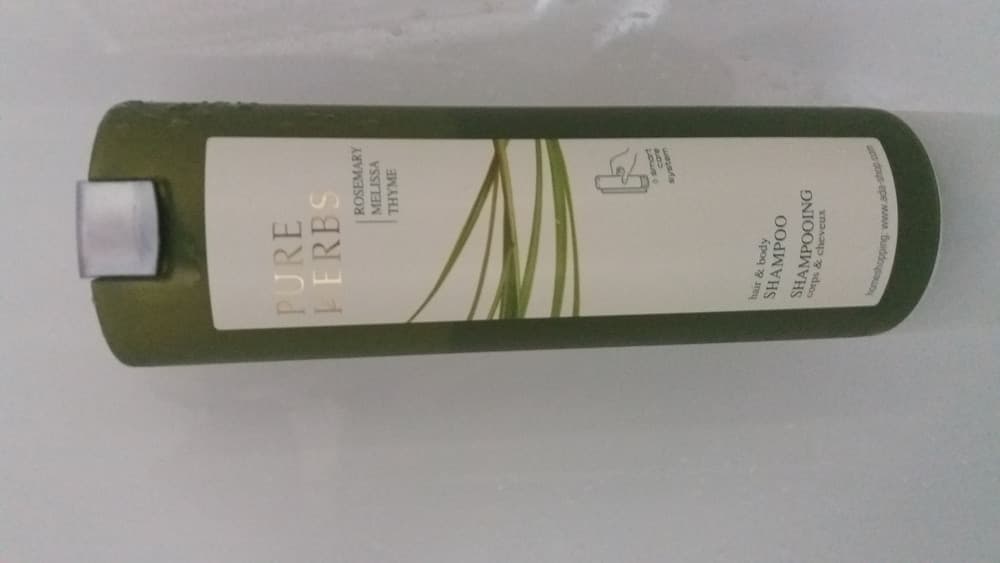 PURE
HERBS
ROSEMARY
MELISSA
THYME
smart
care
system
hair & body
SHAMPOO
SHAMPOOING
corps & cheveux
homeshopping: www.ada-shop.com